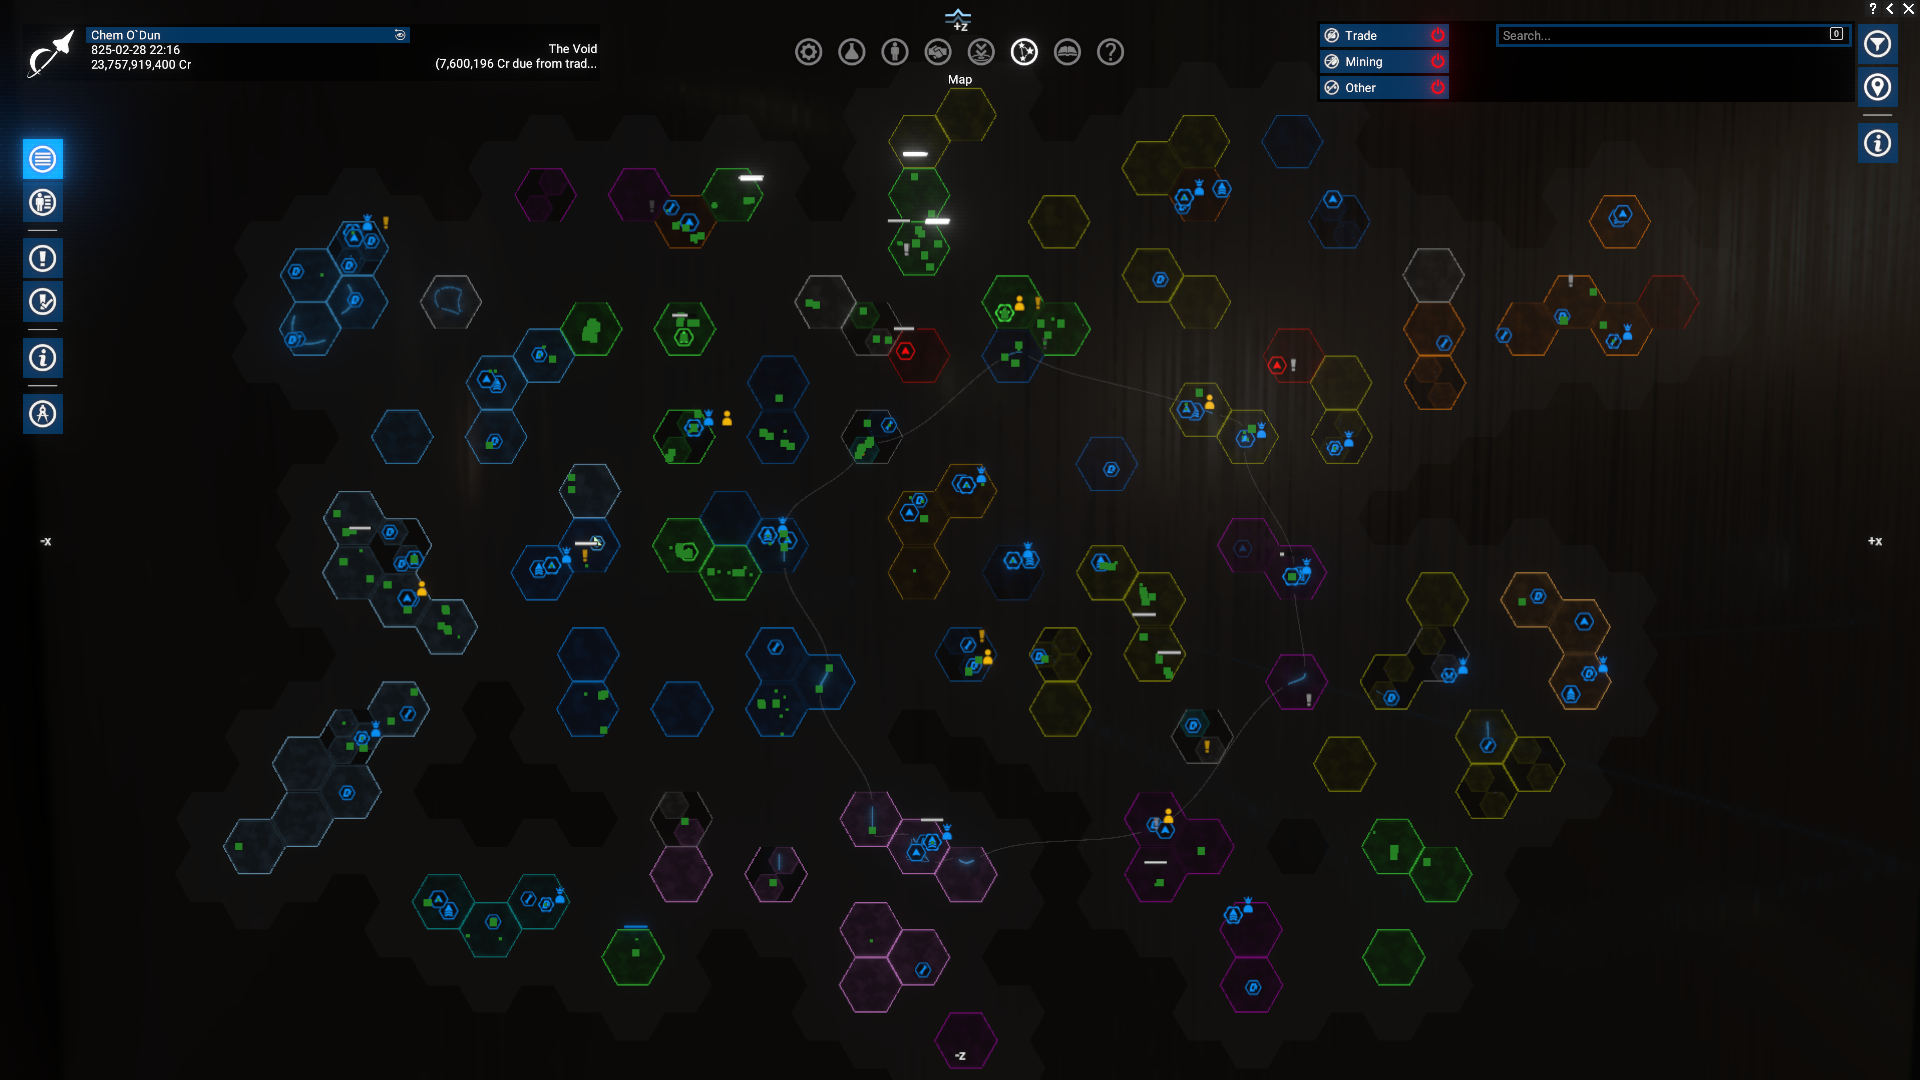 +Z
? < X
Chem O`Dun
825-02-28 22:16
23,757,919,400 Cr
The Void
(7,600,196 Cr due from trad...
Map
Trade
Mining
Other
Search...
0
-X
+X
-Z